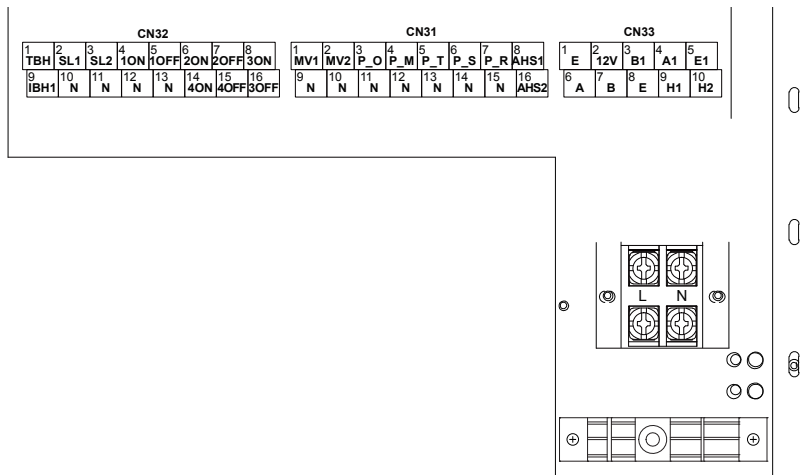 CN32 CN31 CN33
1 2 3 4 5 6 7 8 1 2 3 4 5 6 7 8 1 2 3 4 5
TBH SL1 SL2 1ON 1OFF 2ON 2OFF 3ON MV1 MV2 P_O P_M P_T P_S P_R AHS1 E 12V B1 A1 E1
9 10 11 12 13 14 15 16 9 10 11 12 13 14 15 16 6 7 8 9 10
IBH1 N N N N 4ON 4OFF 3OFF N N N N N N N AHS2 A B E H1 H2
L N